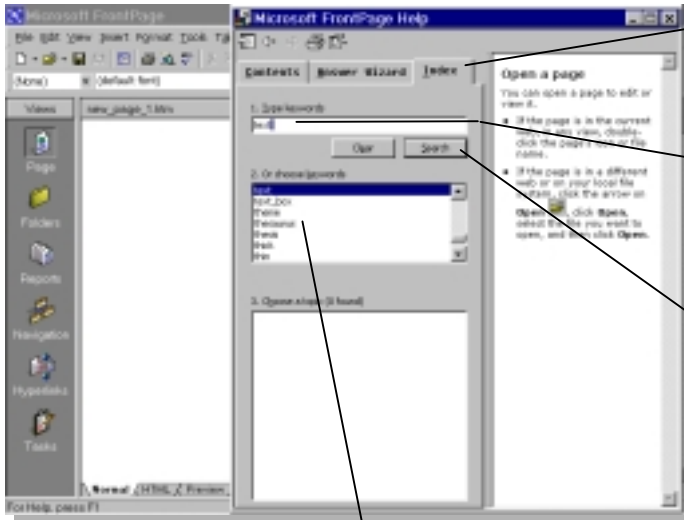 Microsoft FrontPage
File Edit View Insert Format Tools
(None)
(default font)
Views
new_page_1.htm
Page
Folders
Reports
Navigation
Hyperlinks
Tasks
Normal HTML Preview
For Help, press F1
Microsoft FrontPage Help
Contents Answer Wizard Index
1. Type keywords
text
Clear Search
2. Or choose keywords
text
text_box
theme
thesaurus
thesis
think
this
3. Choose a topic (0 found)
Open a page
You can open a page to edit or
view it.
If the page is in the current
web, in any view, double-
click the page's icon or file
name.
If the page is in a different
web or on your local file
system, click the arrow on
Open , click Open,
select the file you want to
open, and then click Open.